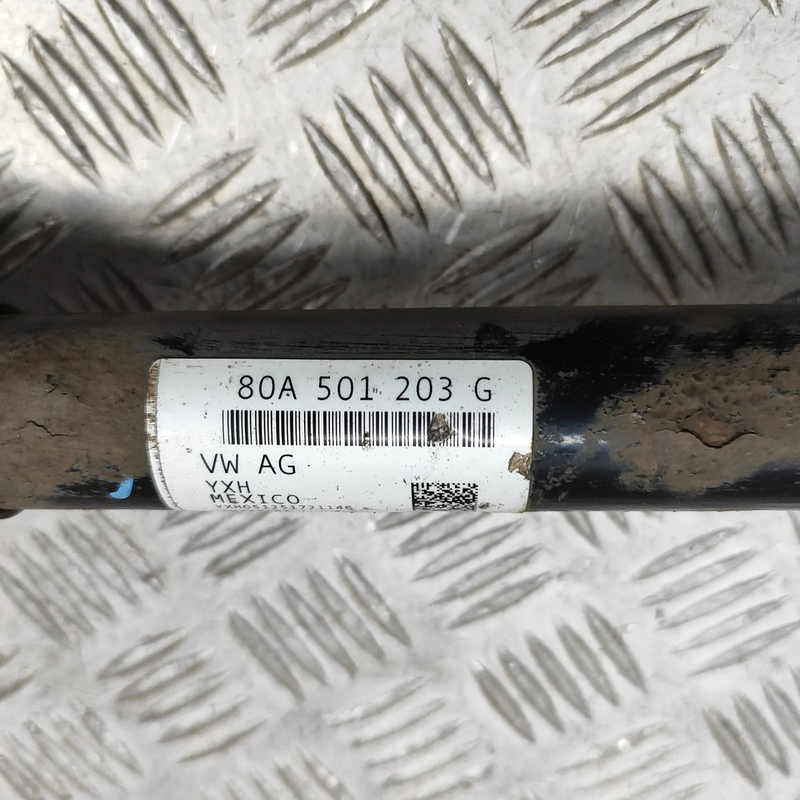 80A 501 203 G
VW AG
YXH
MEXICO